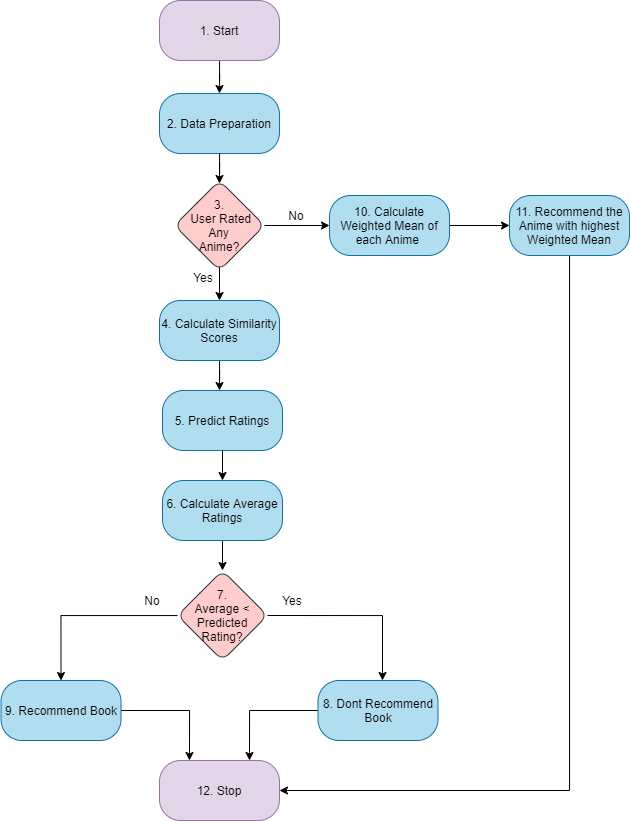 1. Start
2. Data Preparation
3.
User Rated
Any
Anime?
No
10. Calculate
Weighted Mean of
each Anime
11. Recommend the
Anime with highest
Weighted Mean
Yes
4. Calculate Similarity
Scores
5. Predict Ratings
6. Calculate Average
Ratings
7.
Average <
Predicted
Rating?
No
Yes
9. Recommend Book
8. Dont Recommend
Book
12. Stop